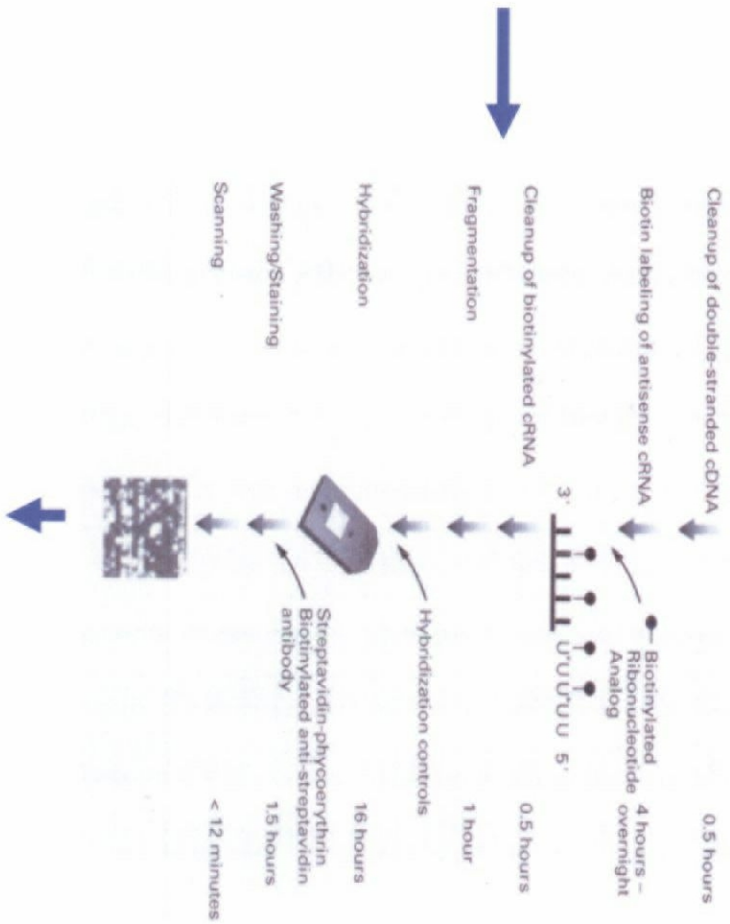 Cleanup of double-stranded cDNA
0.5 hours
Biotin labeling of antisense cRNA
Biotinylated
Ribonucleotide
Analog
4 hours –
overnight
3′
U*UU*UU 5′
Cleanup of biotinylated cRNA
0.5 hours
Fragmentation
1 hour
Hybridization controls
Hybridization
16 hours
Streptavidin-phycoerythrin
Biotinylated anti-streptavidin
antibody
Washing/Staining
1.5 hours
Scanning
< 12 minutes